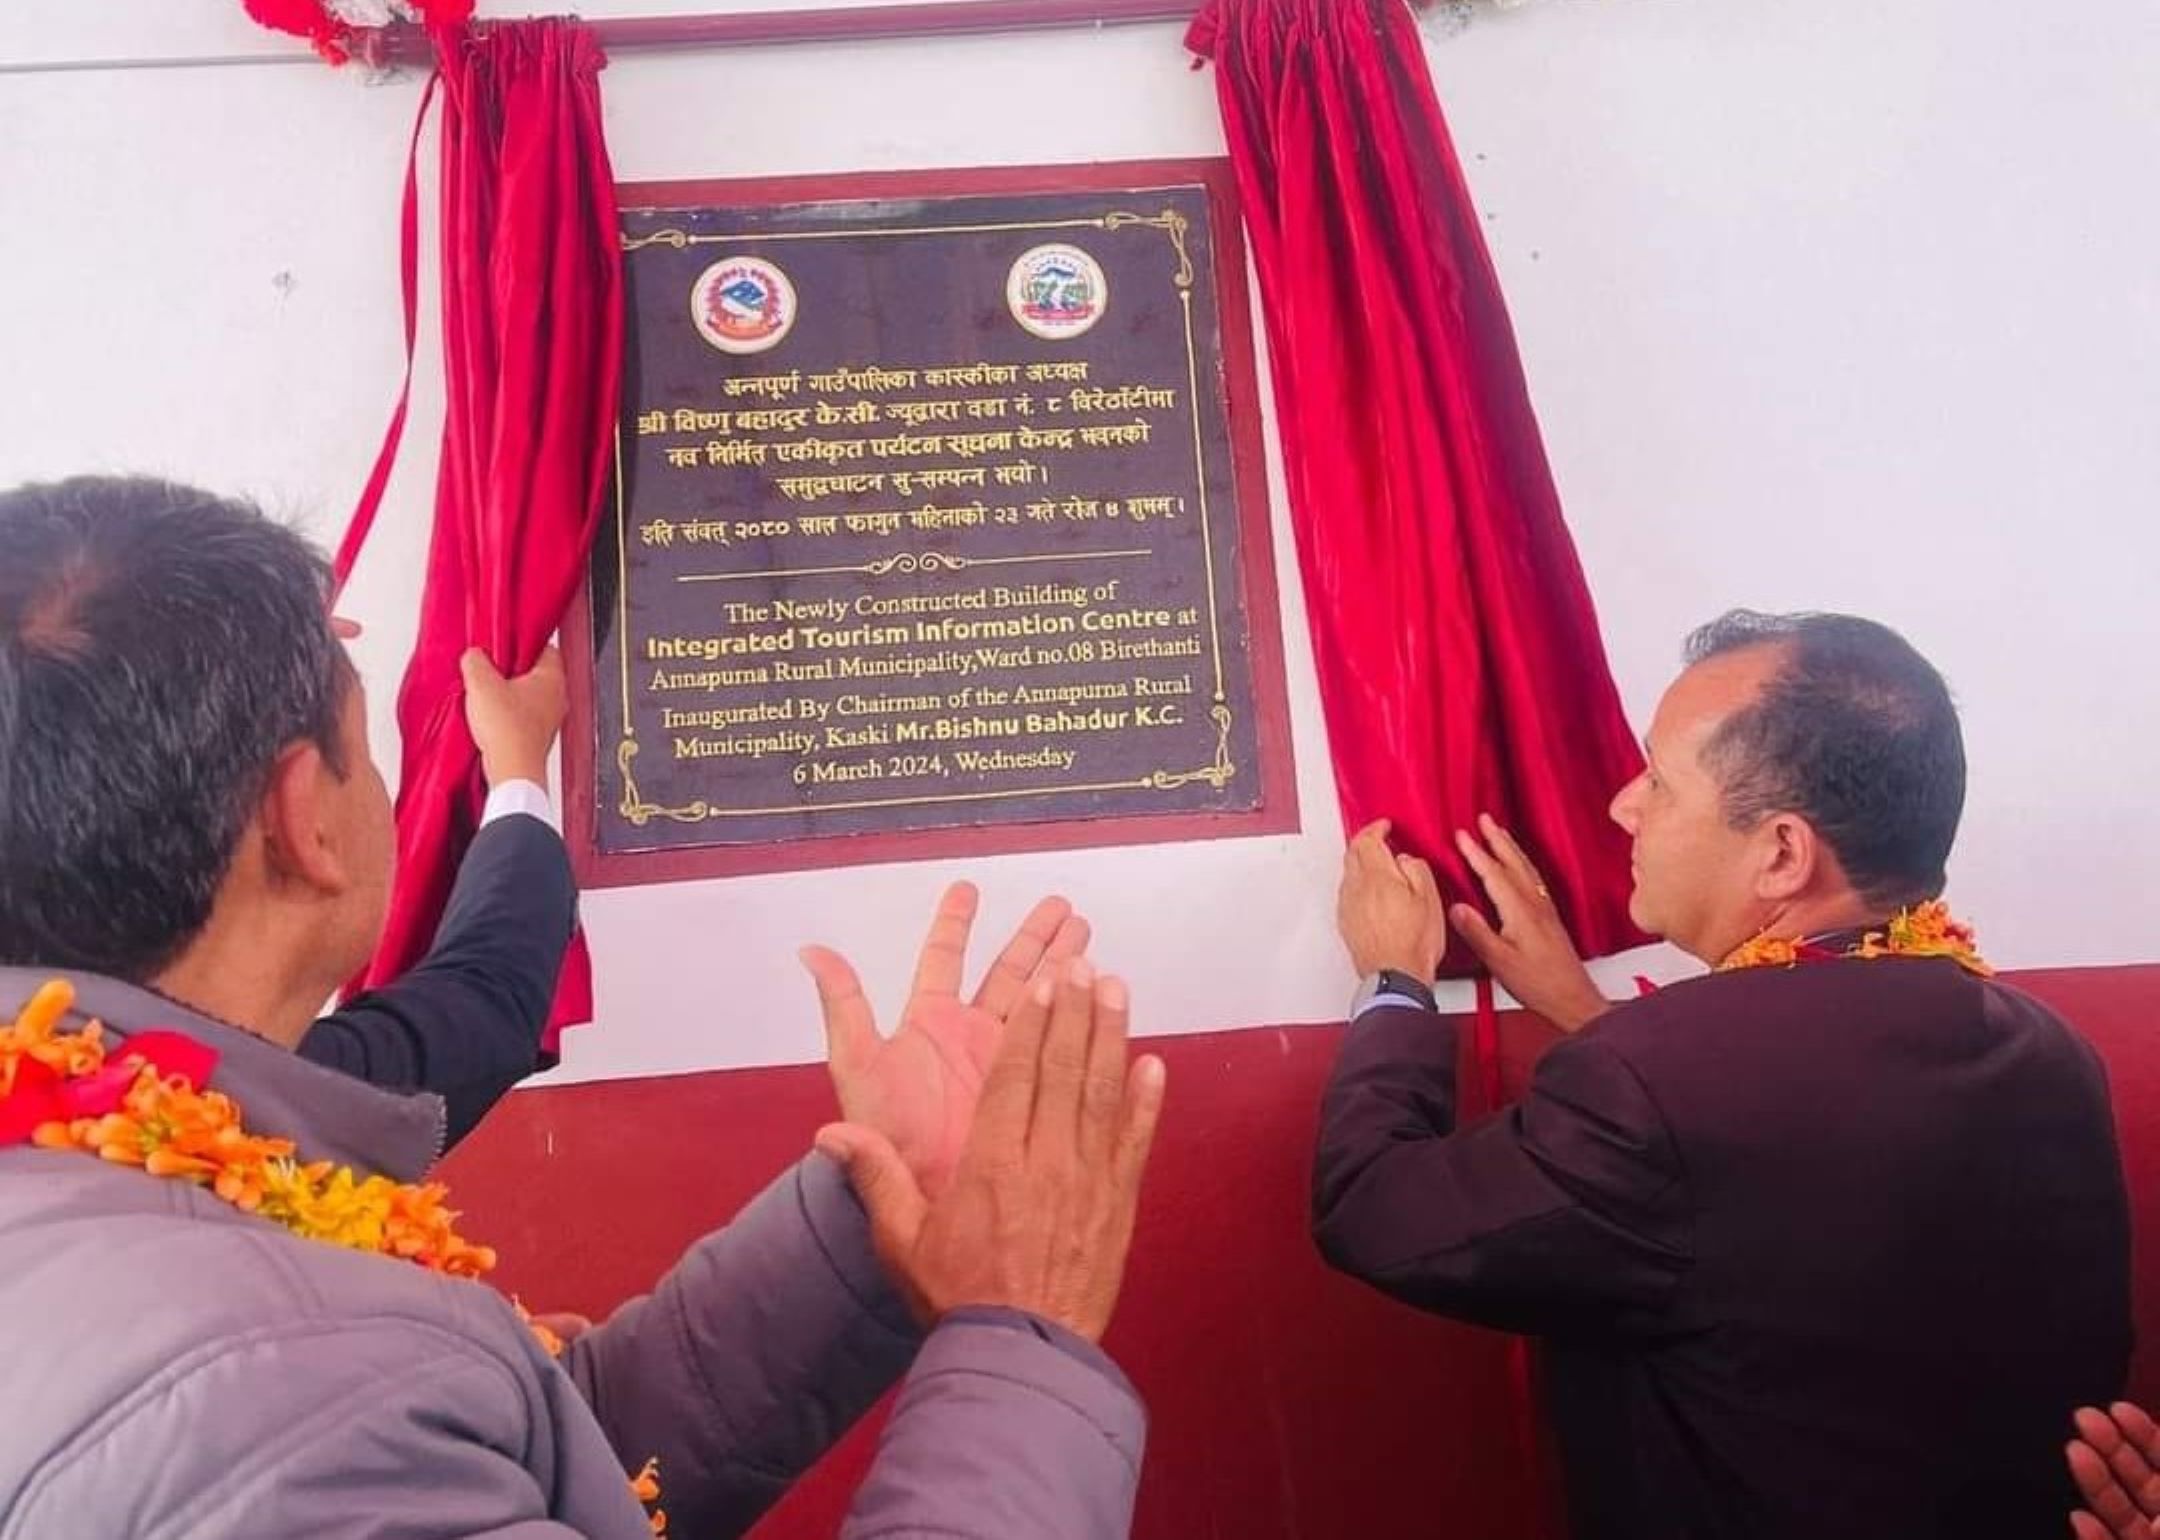 अन्नपूर्ण गाउँपालिका कास्कीका अध्यक्ष
श्री विष्णु बहादुर के.सी. ज्यूद्वारा वडा नं. ८ विरेठाँटीमा
नव निर्मित एकीकृत पर्यटन सूचना केन्द्र भवनको
समुद्वघाटन सु-सम्पन्न भयो ।
इति संवत् २०८० साल फागुन महिनाको २३ गते रोज ४ शुभम् ।
The Newly Constructed Building of
Integrated Tourism Information Centre at
Annapurna Rural Municipality,Ward no.08 Birethanti
Inaugurated By Chairman of the Annapurna Rural
Municipality, Kaski Mr.Bishnu Bahadur K.C.
6 March 2024, Wednesday